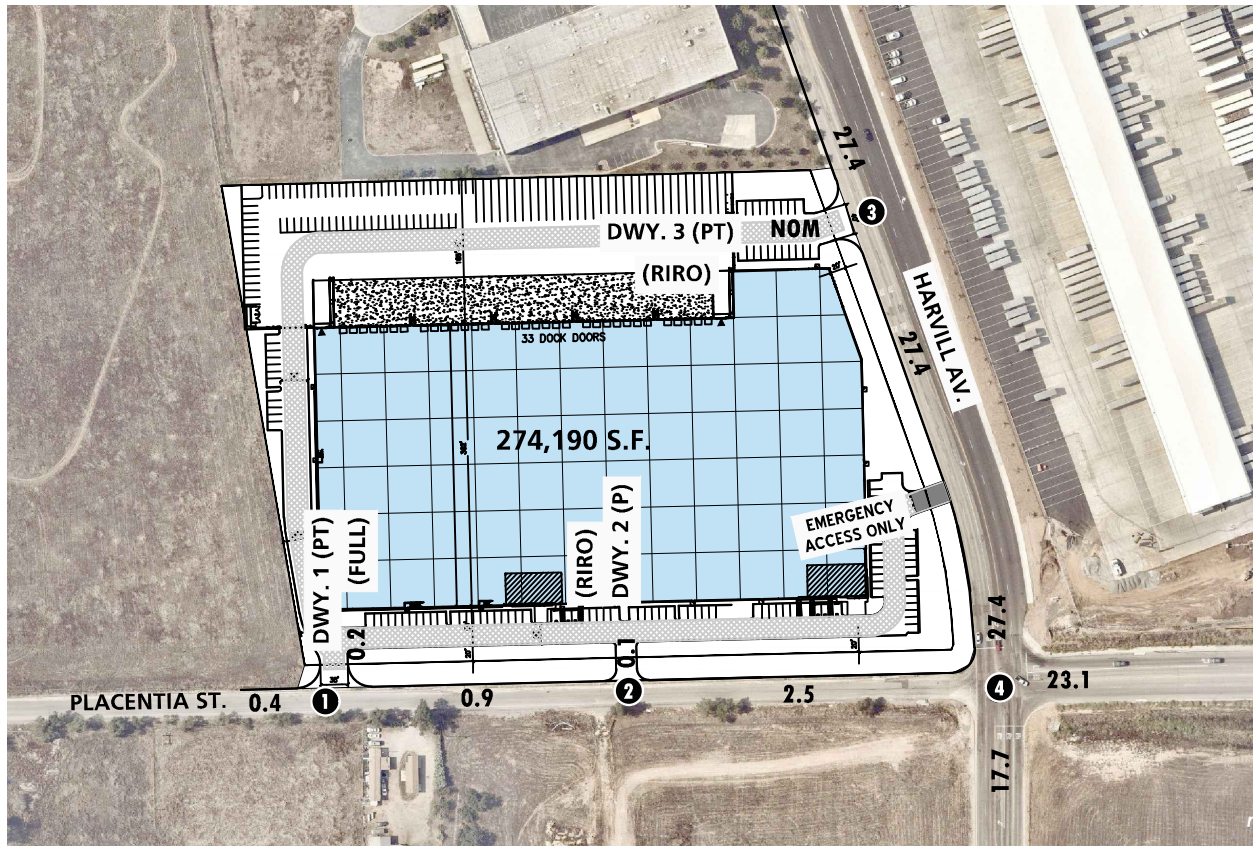 27.4
3
DWY. 3 (PT)
NOM
(RIRO)
HARVILL AV.
33 DOCK DOORS
27.4
274,190 S.F.
EMERGENCY
ACCESS ONLY
DWY. 1 (PT)
(FULL)
(RIRO)
DWY. 2 (P)
27.4
0.2
0.1
PLACENTIA ST.
0.4
1
0.9
2
2.5
4
23.1
17.7